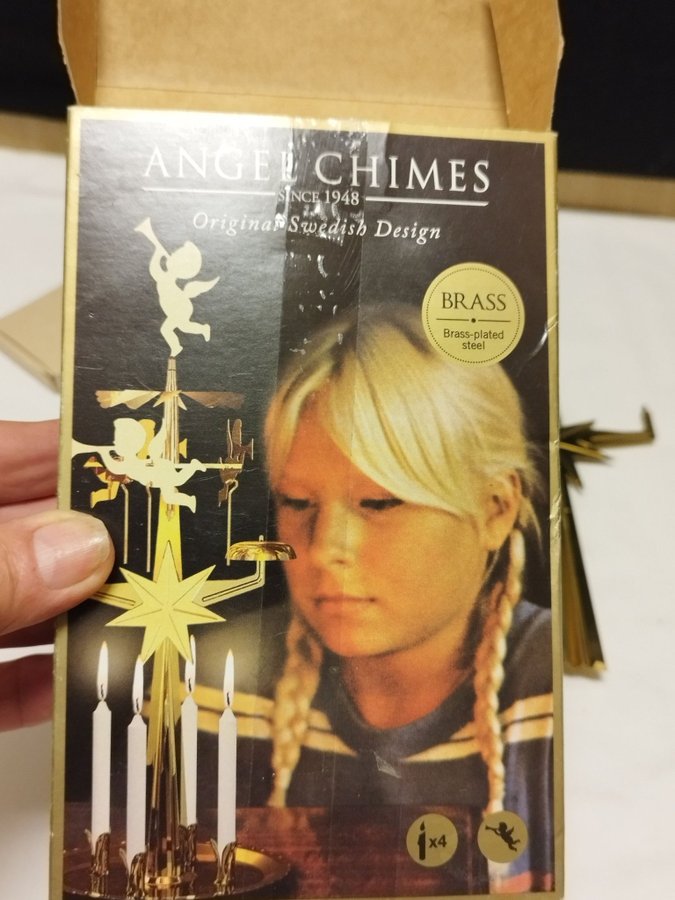 ANGEL CHIMES
SINCE 1948
Original Swedish Design
BRASS
Brass-plated
steel
x4